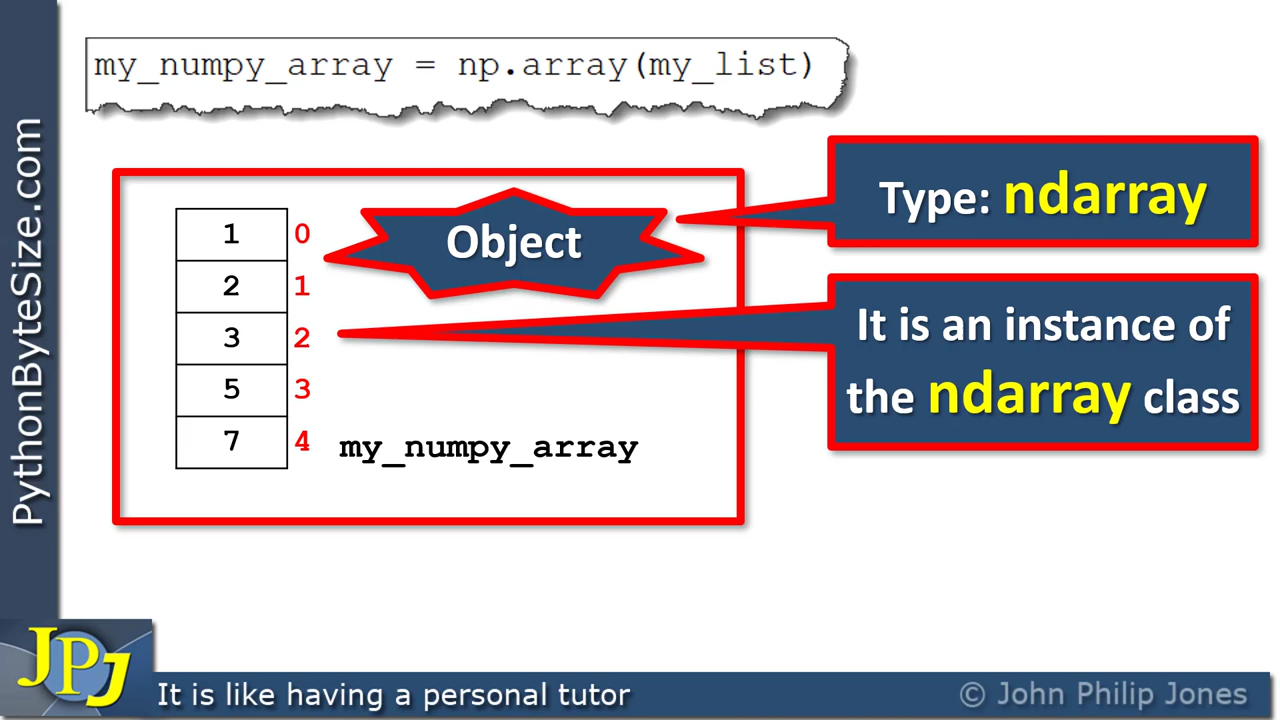 my_numpy_array = np.array(my_list)
PythonByteSize.com
Type: ndarray
Object
1 0
2 1
3 2
5 3
7 4
my_numpy_array
It is an instance of
the ndarray class
JPJ
It is like having a personal tutor
© John Philip Jones